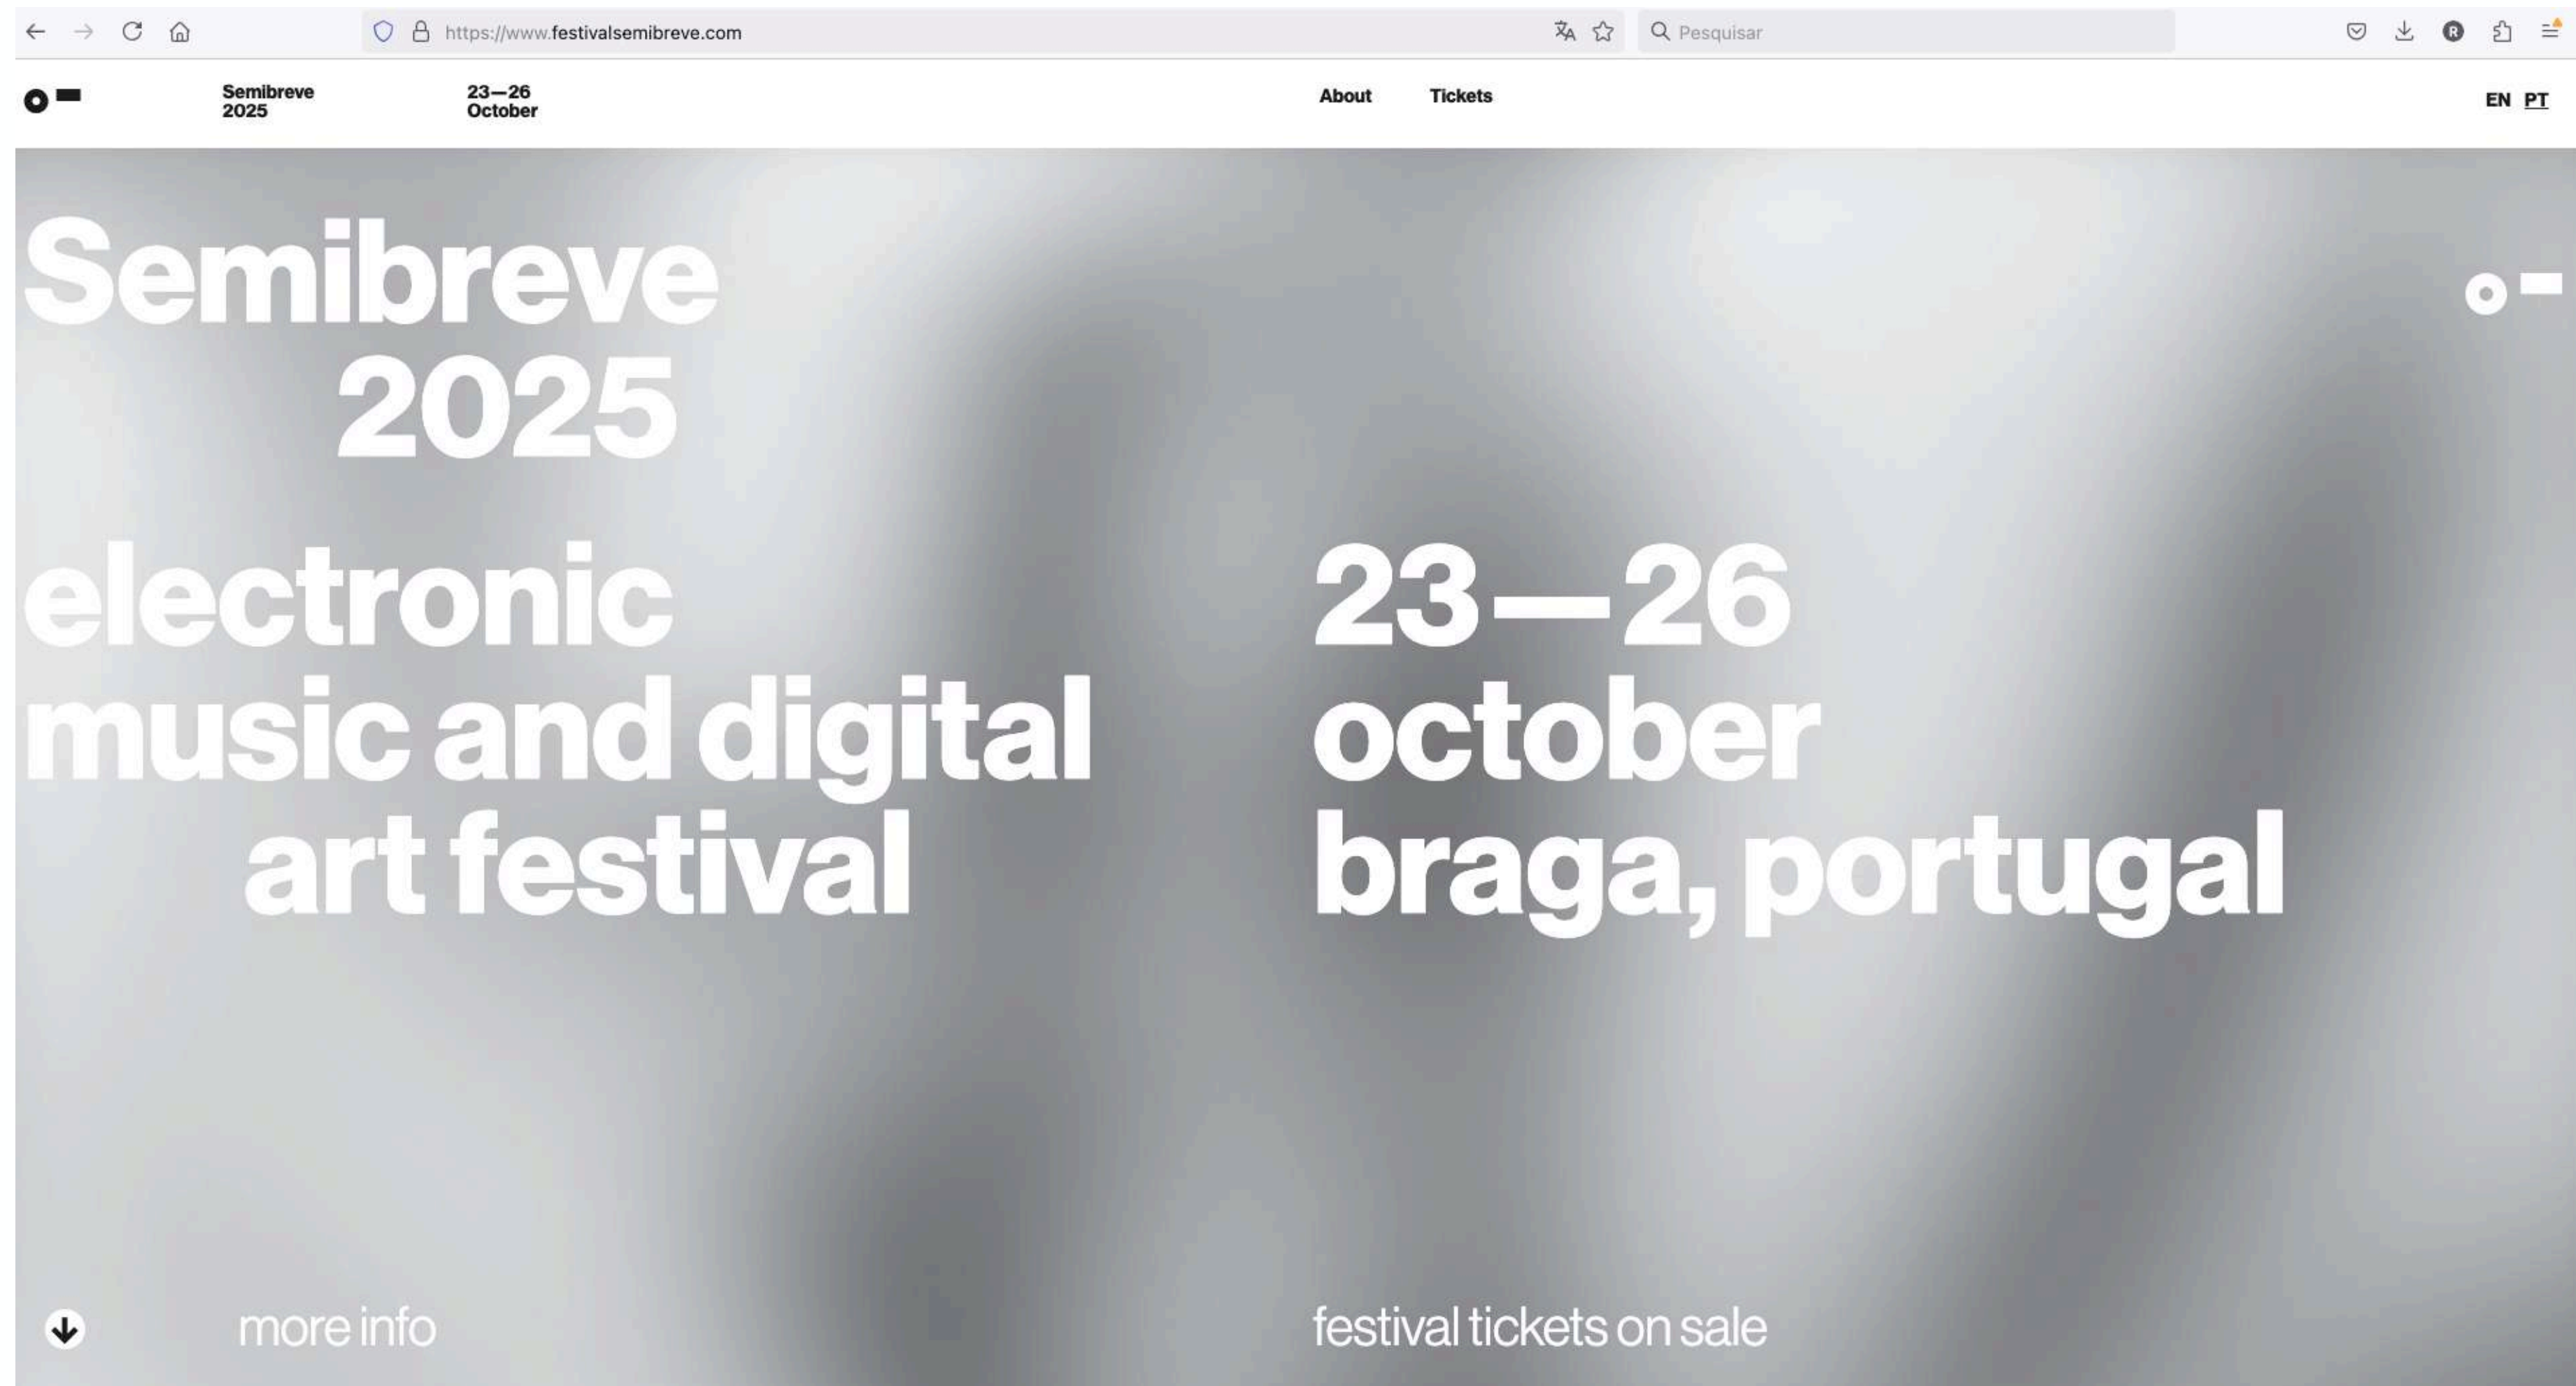 https://www.festivalsemibreve.com
Pesquisar
R
Semibreve
2025
23—26
October
About
Tickets
EN PT
Semibreve
2025
electronic
music and digital
art festival
23—26
october
braga, portugal
more info
festival tickets on sale